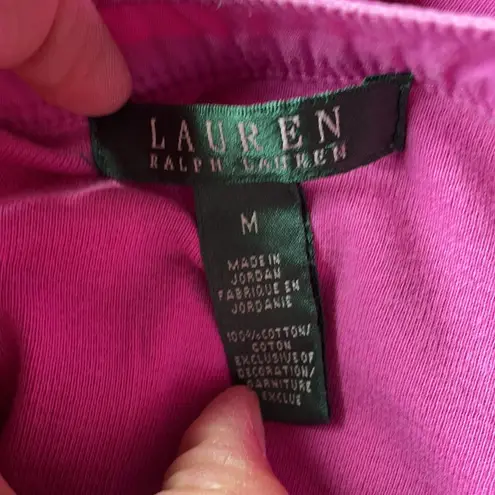 LAUREN
RALPH LAUREN
M
MADE IN
JORDAN
FABRIQUE EN
JORDANIE
100%COTTON/
COTON
EXCLUSIVE OF
DECORATION/
GARNITURE
EXCLUE